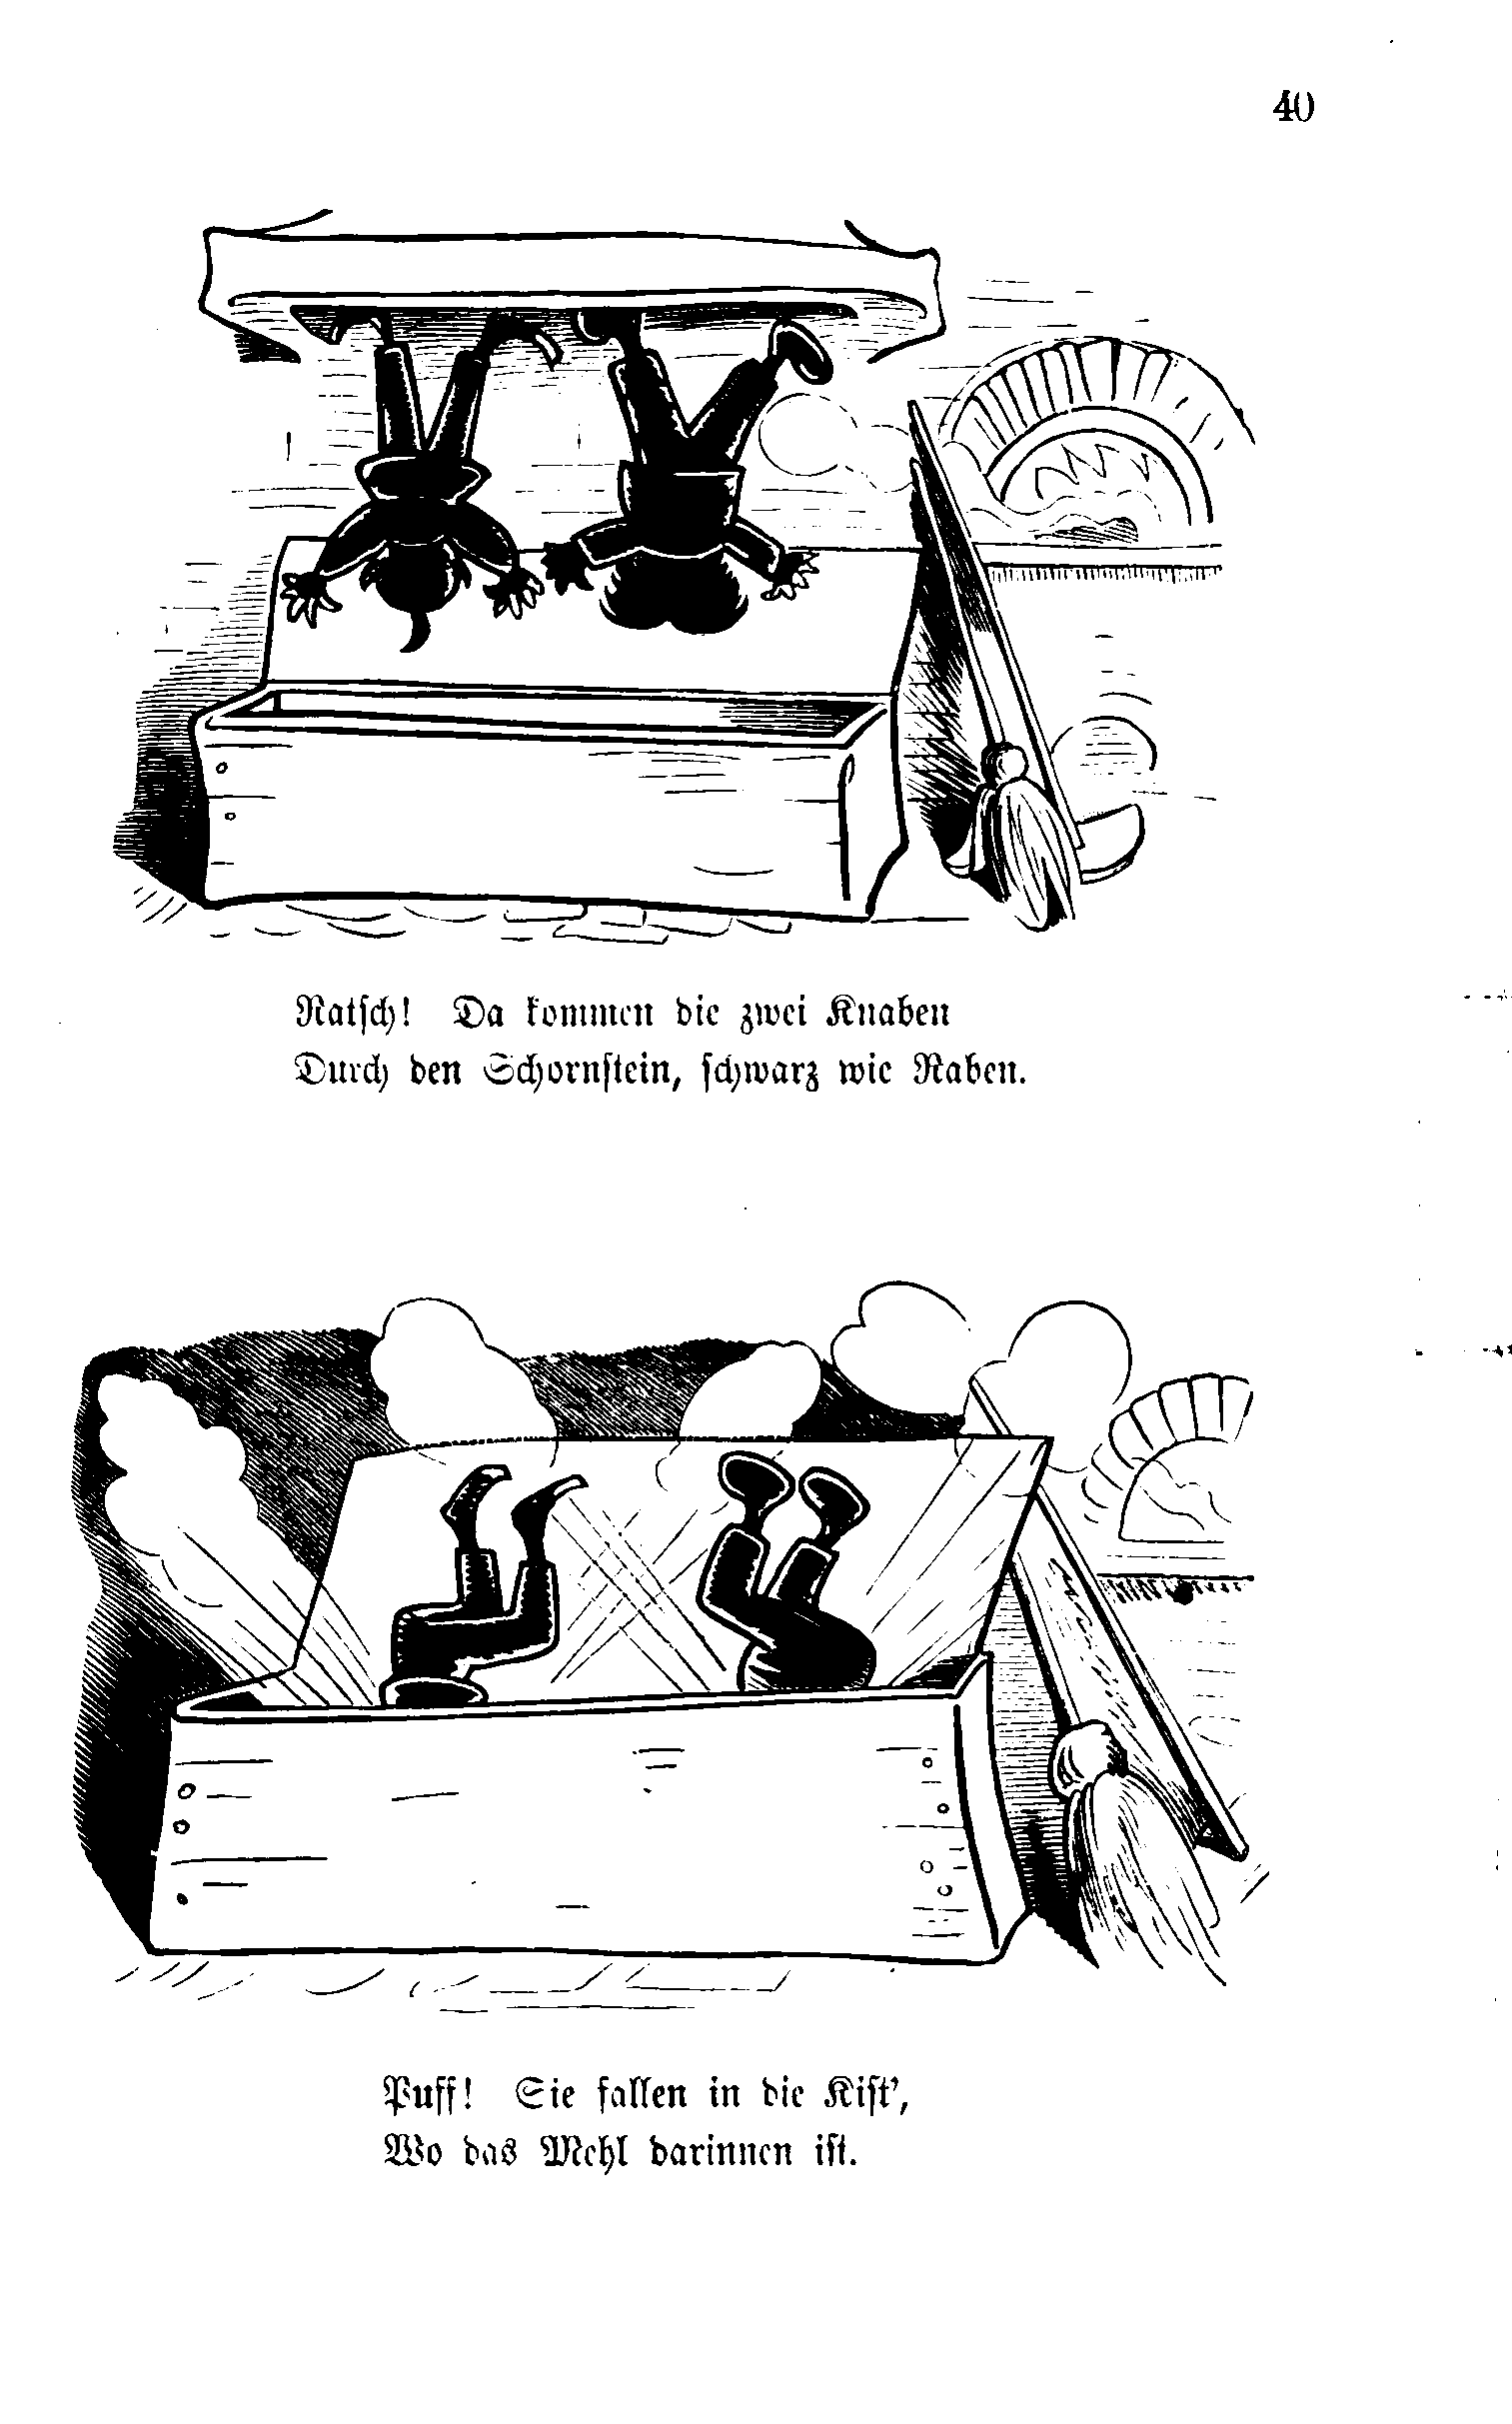 40
Ratſch! Da kommen die zwei Knaben
Durch den Schornſtein, ſchwarz wie Raben.
Puff! Sie fallen in die Kiſt’,
Wo das Mehl darinnen iſt.